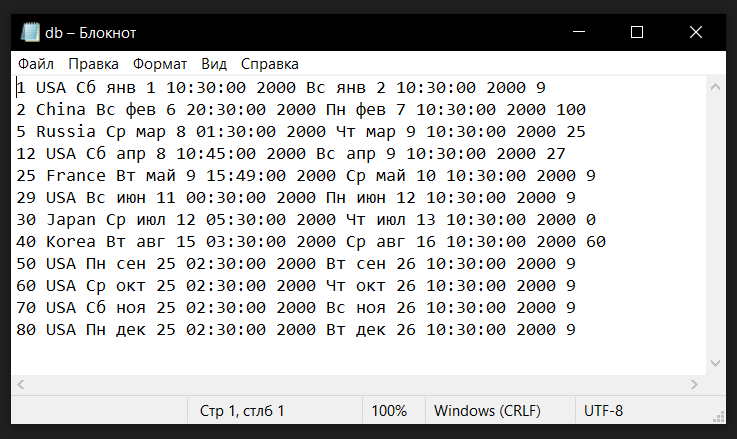 db – Блокнот
Файл Правка Формат Вид Справка
1 USA Сб янв 1 10:30:00 2000 Вс янв 2 10:30:00 2000 9
2 China Вс фев 6 20:30:00 2000 Пн фев 7 10:30:00 2000 100
5 Russia Ср мар 8 01:30:00 2000 Чт мар 9 10:30:00 2000 25
12 USA Сб апр 8 10:45:00 2000 Вс апр 9 10:30:00 2000 27
25 France Вт май 9 15:49:00 2000 Ср май 10 10:30:00 2000 9
29 USA Вс июн 11 00:30:00 2000 Пн июн 12 10:30:00 2000 9
30 Japan Ср июл 12 05:30:00 2000 Чт июл 13 10:30:00 2000 0
40 Korea Вт авг 15 03:30:00 2000 Ср авг 16 10:30:00 2000 60
50 USA Пн сен 25 02:30:00 2000 Вт сен 26 10:30:00 2000 9
60 USA Ср окт 25 02:30:00 2000 Чт окт 26 10:30:00 2000 9
70 USA Сб ноя 25 02:30:00 2000 Вс ноя 26 10:30:00 2000 9
80 USA Пн дек 25 02:30:00 2000 Вт дек 26 10:30:00 2000 9
Стр 1, стлб 1 100% Windows (CRLF) UTF-8